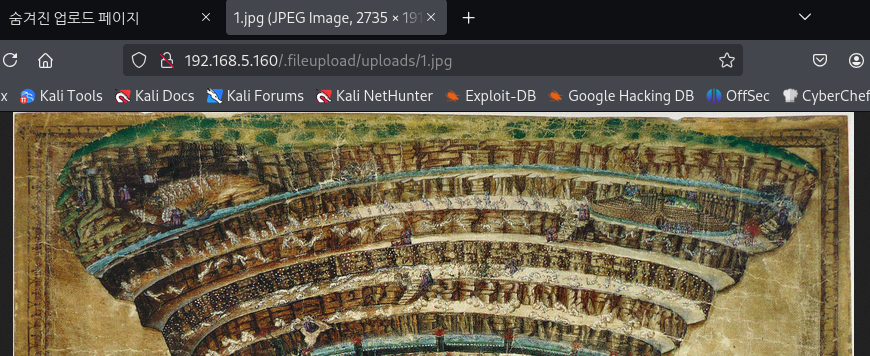 숨겨진 업로드 페이지
1.jpg (JPEG Image, 2735 × 191
192.168.5.160/.fileupload/uploads/1.jpg
x Kali Tools Kali Docs Kali Forums Kali NetHunter Exploit-DB Google Hacking DB OffSec CyberChef